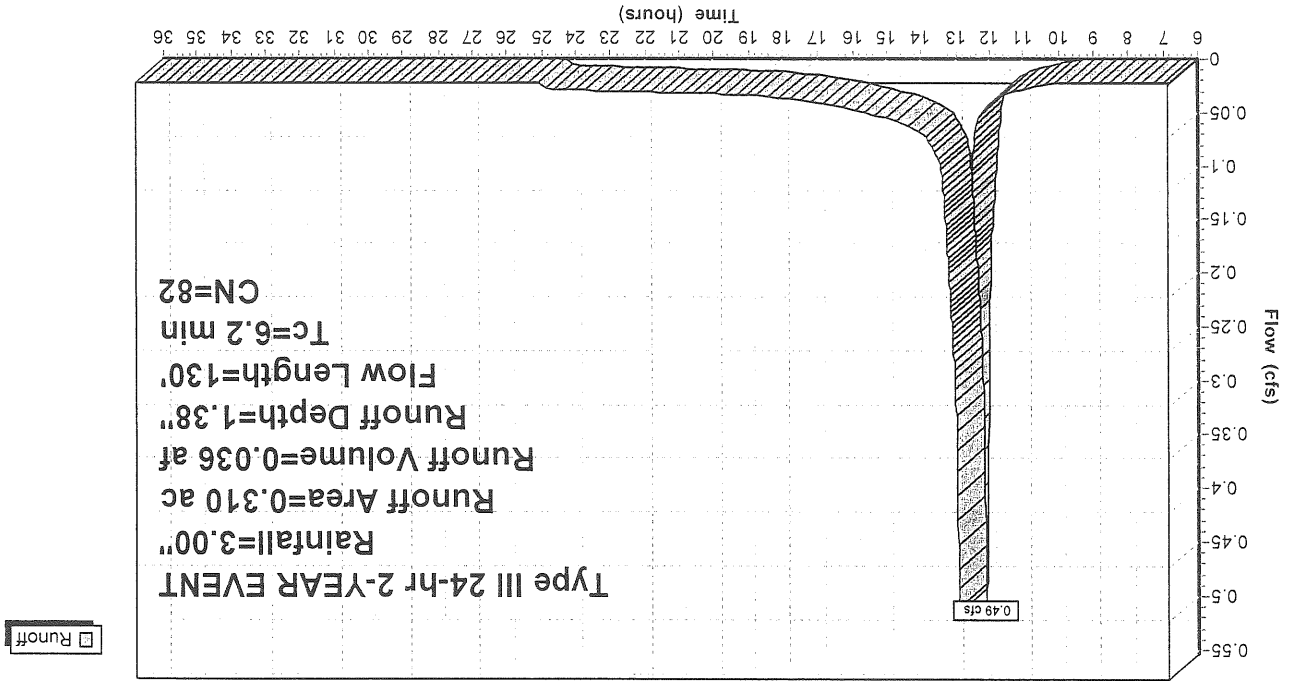 Runoff
0.49 cfs
Type III 24-hr 2-YEAR EVENT
Rainfall=3.00"
Runoff Area=0.310 ac
Runoff Volume=0.036 af
Runoff Depth=1.38"
Flow Length=130'
Tc=6.2 min
CN=82
Flow (cfs)
0.55
0.5
0.45
0.4
0.35
0.3
0.25
0.2
0.15
0.1
0.05
0
6 7 8 9 10 11 12 13 14 15 16 17 18 19 20 21 22 23 24 25 26 27 28 29 30 31 32 33 34 35 36
Time (hours)